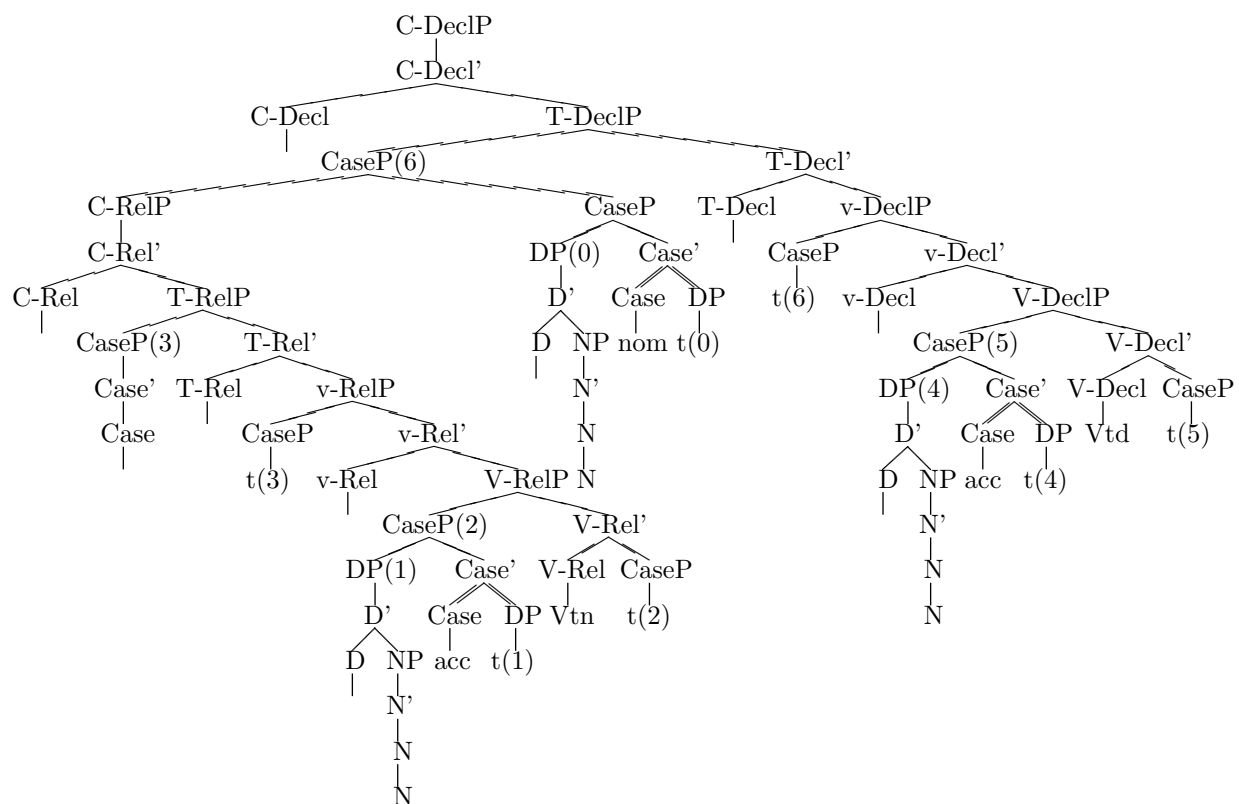 C-DeclP
C-Decl'
C-Decl T-DeclP
CaseP(6) T-Decl'
C-RelP CaseP T-Decl v-DeclP
C-Rel' DP(0) Case' CaseP v-Decl'
C-Rel T-RelP D' Case DP t(6) v-Decl V-DeclP
CaseP(3) T-Rel' D NP nom t(0) CaseP(5) V-Decl'
Case' T-Rel v-RelP N' DP(4) Case' V-Decl CaseP
Case CaseP v-Rel' N D' Case DP Vtd t(5)
t(3) v-Rel V-RelP N D NP acc t(4)
CaseP(2) V-Rel' N'
DP(1) Case' V-Rel CaseP N
D' Case DP Vtn t(2) N
D NP acc t(1)
N'
N
N